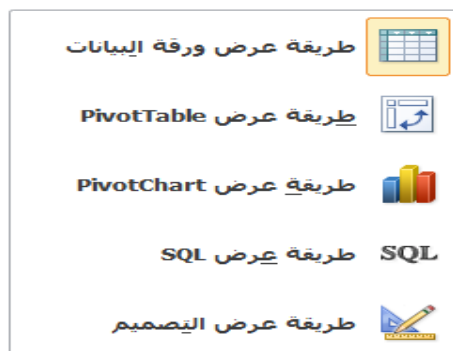 طريقة عرض ورقة البيانات
طريقة عرض PivotTable
طريقة عرض PivotChart
SQL طريقة عرض SQL
طريقة عرض التصميم